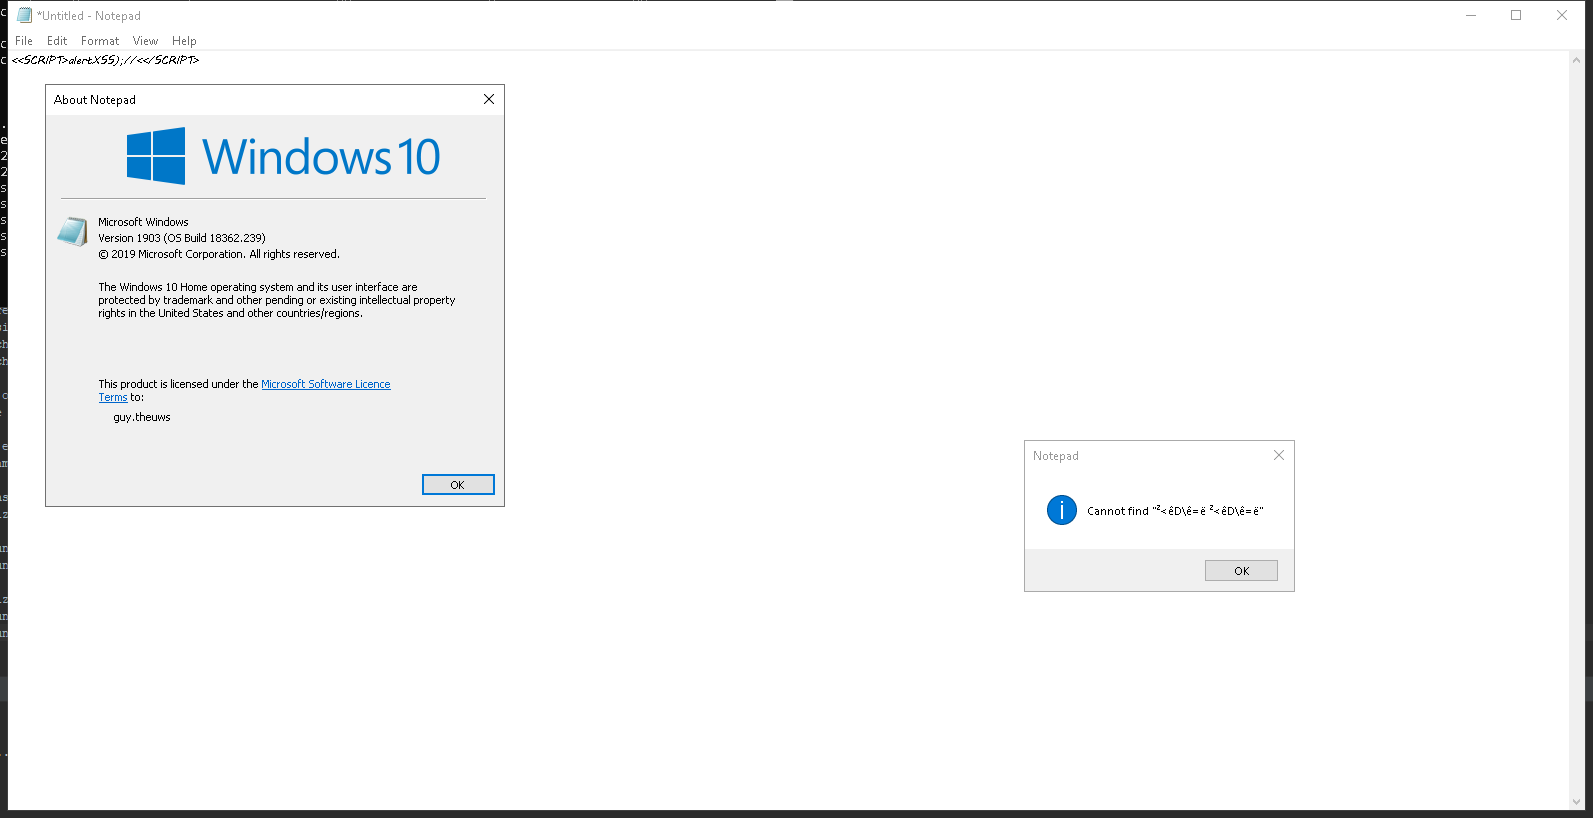 *Untitled - Notepad
File Edit Format View Help
<<SCRIPT>alertXSS);//<</SCRIPT>
About Notepad
Windows 10
Microsoft Windows
Version 1903 (OS Build 18362.239)
© 2019 Microsoft Corporation. All rights reserved.
The Windows 10 Home operating system and its user interface are
protected by trademark and other pending or existing intellectual property
rights in the United States and other countries/regions.
This product is licensed under the Microsoft Software Licence
Terms to:
guy.theuws
OK
Notepad
Cannot find "²<êD\ê=ë ²<êD\ê=ë"
OK